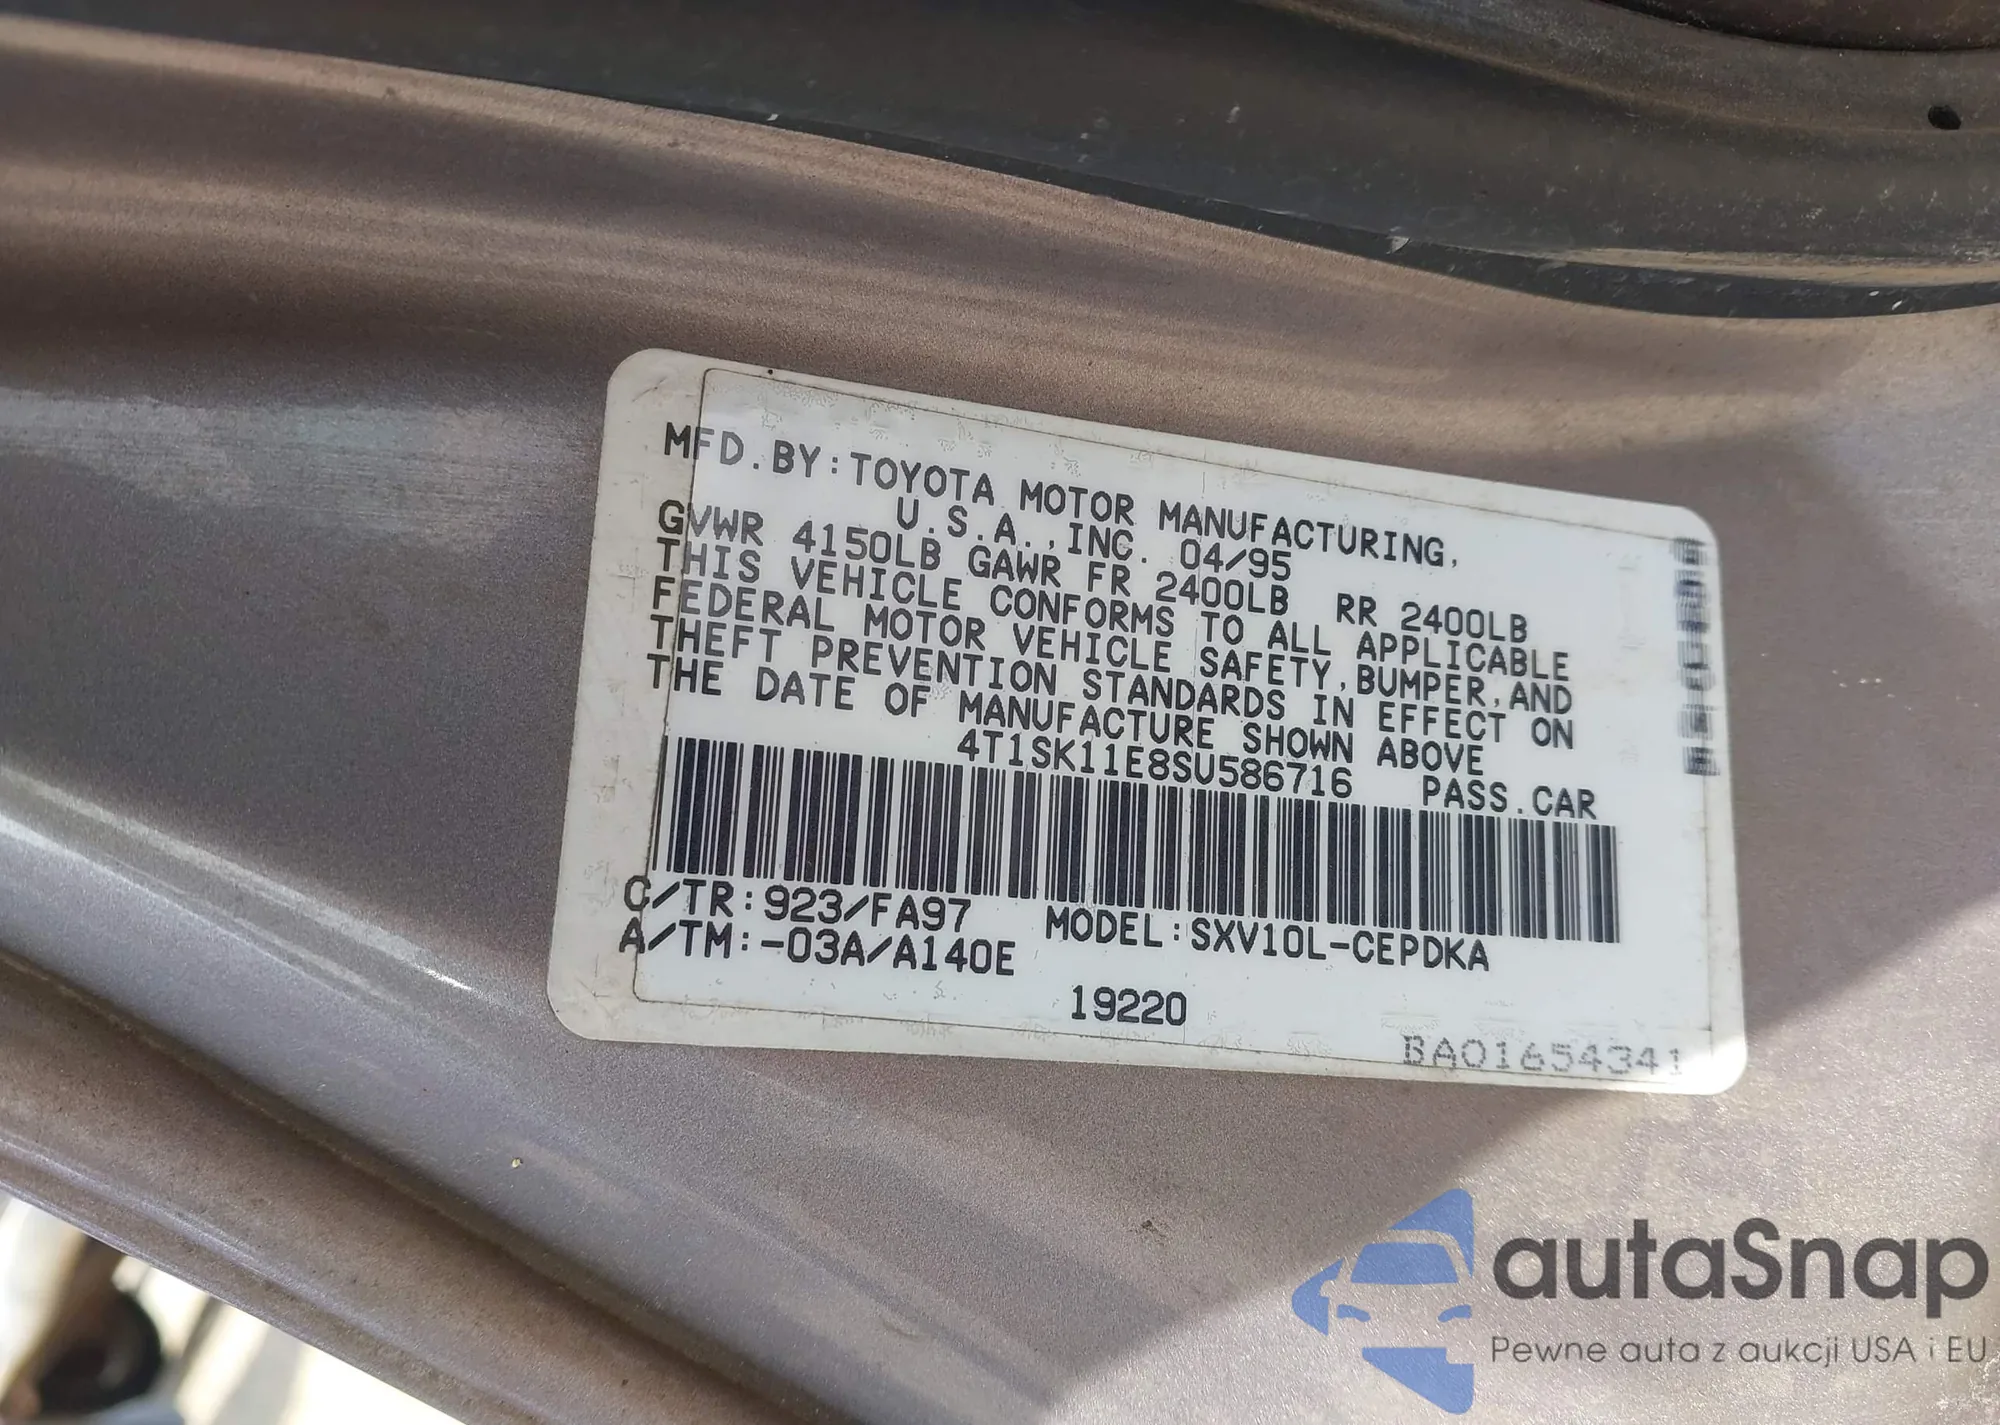 MFD.BY:TOYOTA MOTOR MANUFACTURING,
U.S.A.,INC. 04/95
GVWR 4150LB GAWR FR 2400LB RR 2400LB
THIS VEHICLE CONFORMS TO ALL APPLICABLE
FEDERAL MOTOR VEHICLE SAFETY,BUMPER,AND
THEFT PREVENTION STANDARDS IN EFFECT ON
THE DATE OF MANUFACTURE SHOWN ABOVE
4T1SK11E8SU586716 PASS.CAR
C/TR:923/FA97 MODEL:SXV10L-CEPDKA
A/TM:-03A/A140E
19220
BA01654341
autaSnap
Pewne auta z aukcji USA i EU